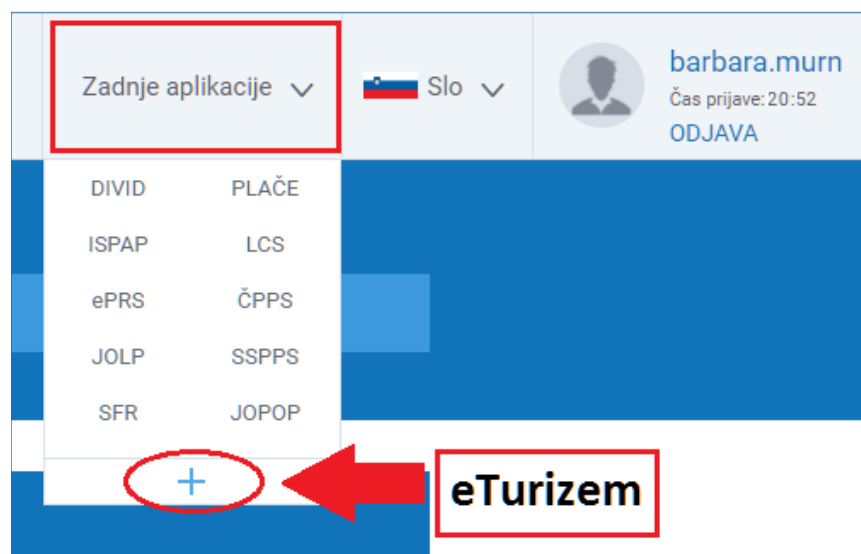 Zadnje aplikacije
Slo
barbara.murn
Čas prijave: 20:52
ODJAVA
DIVID PLAČE
ISPAP LCS
ePRS ČPPS
JOLP SSPPS
SFR JOPOP
+
eTurizem